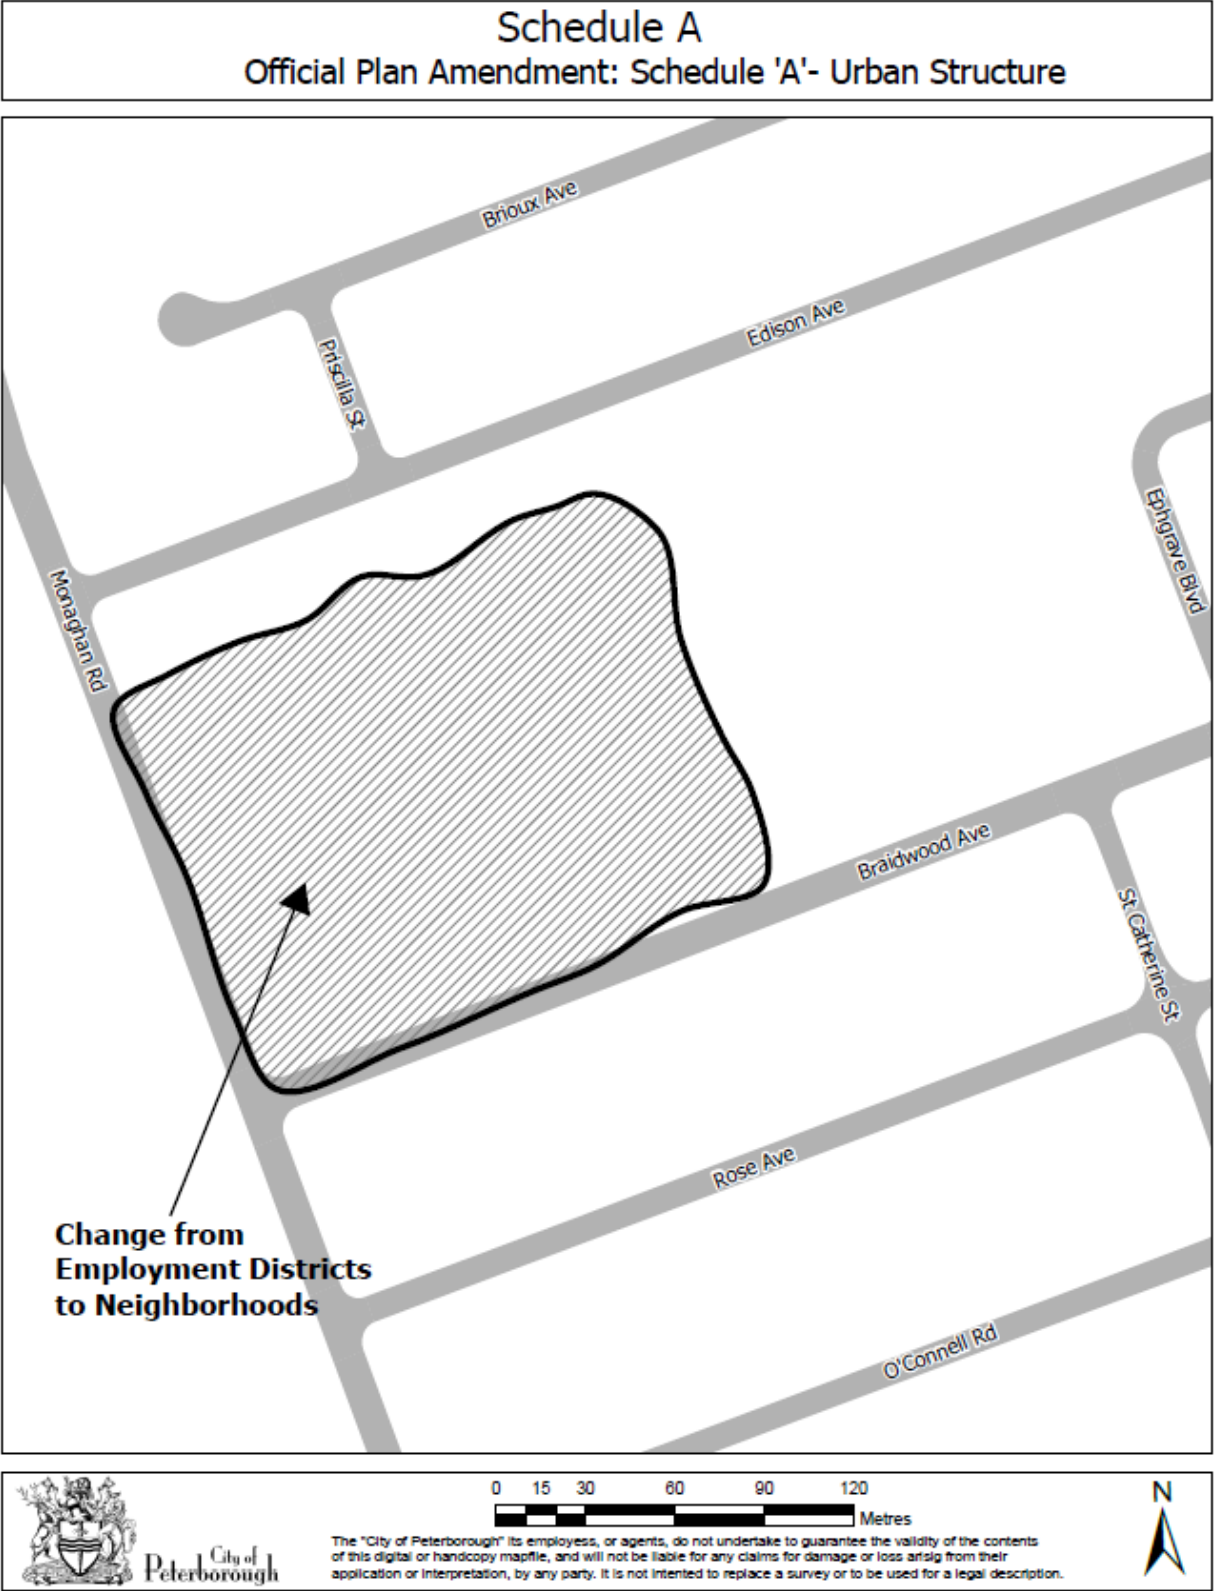 Schedule A
Official Plan Amendment: Schedule 'A'- Urban Structure
Brioux Ave
Edison Ave
Priscilla St
Ephgrave Blvd
Monaghan Rd
Braidwood Ave
St Catherine St
Rose Ave
Change from
Employment Districts
to Neighborhoods
O'Connell Rd
0 15 30 60 90 120
Metres
N
City of
Peterborough
The "City of Peterborough" its employess, or agents, do not undertake to guarantee the validity of the contents
of this digital or handcopy mapfile, and will not be liable for any claims for damage or loss arisig from their
application or interpretation, by any party. It is not intended to replace a survey or to be used for a legal description.